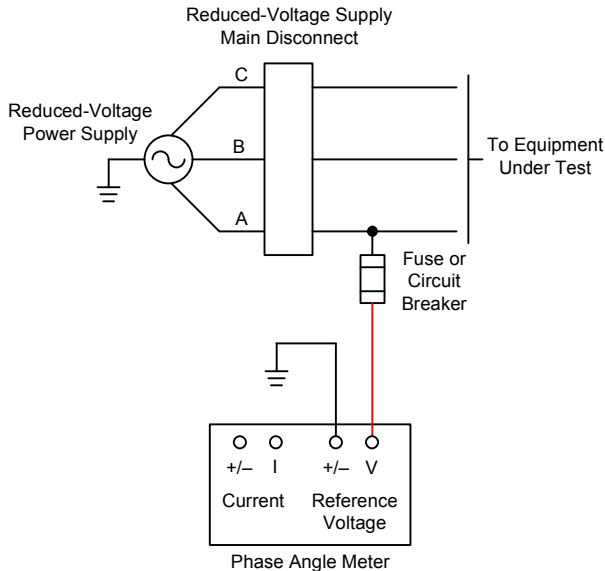 Reduced-Voltage Supply
Main Disconnect
C
Reduced-Voltage
Power Supply
B
To Equipment
Under Test
A
Fuse or
Circuit
Breaker
+/– I +/– V
Current Reference
Voltage
Phase Angle Meter